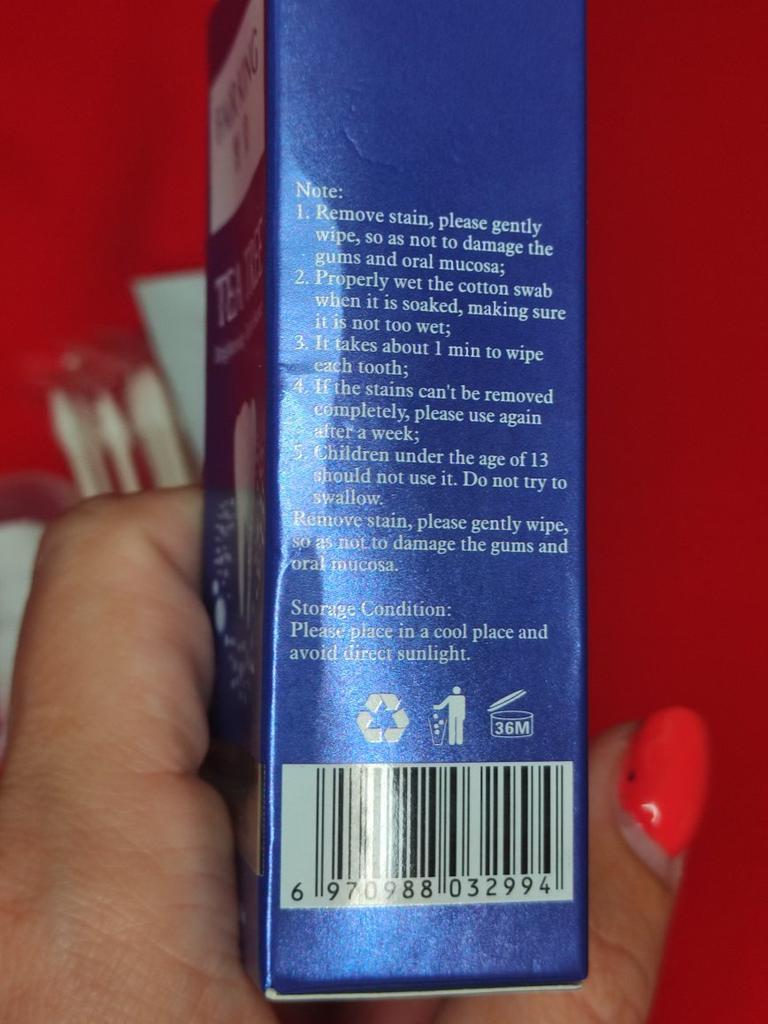 TEA TREE
Note:
1. Remove stain, please gently
wipe, so as not to damage the
gums and oral mucosa;
2. Properly wet the cotton swab
when it is soaked, making sure
it is not too wet;
3. It takes about 1 min to wipe
each tooth;
4. If the stains can't be removed
completely, please use again
after a week;
5. Children under the age of 13
should not use it. Do not try to
swallow.
Remove stain, please gently wipe,
so as not to damage the gums and
oral mucosa.
Storage Condition:
Please place in a cool place and
avoid direct sunlight.
36M
6 970988 032994